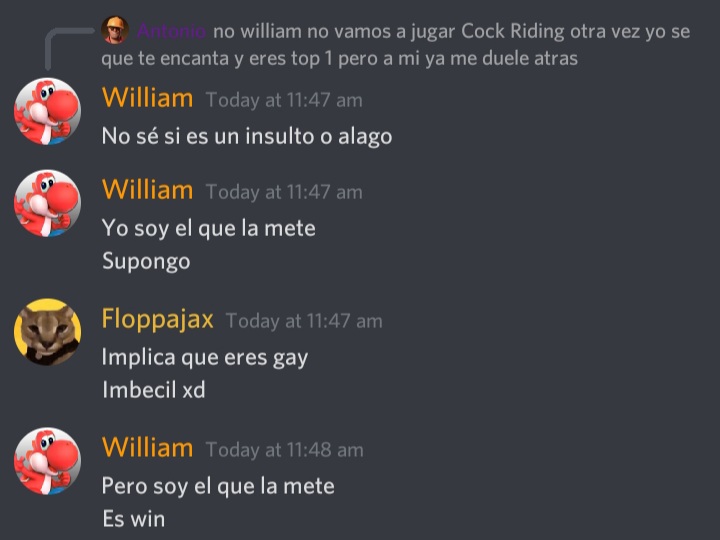 Antonio no william no vamos a jugar Cock Riding otra vez yo se
que te encanta y eres top 1 pero a mi ya me duele atras
William Today at 11:47 am
No sé si es un insulto o alago
William Today at 11:47 am
Yo soy el que la mete
Supongo
Floppajax Today at 11:47 am
Implica que eres gay
Imbecil xd
William Today at 11:48 am
Pero soy el que la mete
Es win